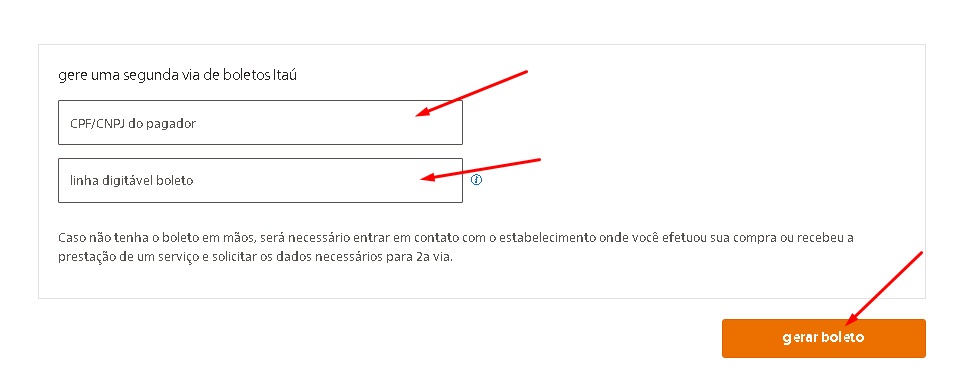 gere uma segunda via de boletos Itaú
CPF/CNPJ do pagador
linha digitável boleto
Caso não tenha o boleto em mãos, será necessário entrar em contato com o estabelecimento onde você efetuou sua compra ou recebeu a
prestação de um serviço e solicitar os dados necessários para 2a via.
gerar boleto